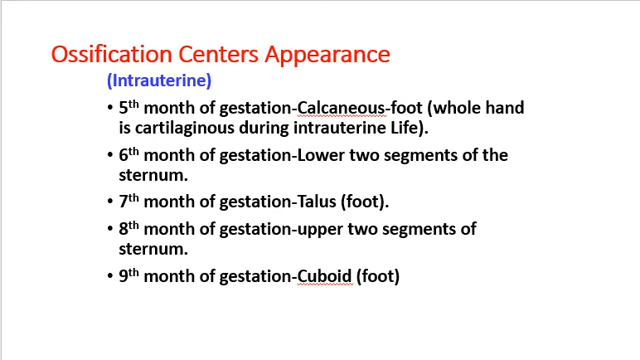 Ossification Centers Appearance
(Intrauterine)
• 5th month of gestation-Calcaneous-foot (whole hand
is cartilaginous during intrauterine Life).
• 6th month of gestation-Lower two segments of the
sternum.
• 7th month of gestation-Talus (foot).
• 8th month of gestation-upper two segments of
sternum.
• 9th month of gestation-Cuboid (foot)